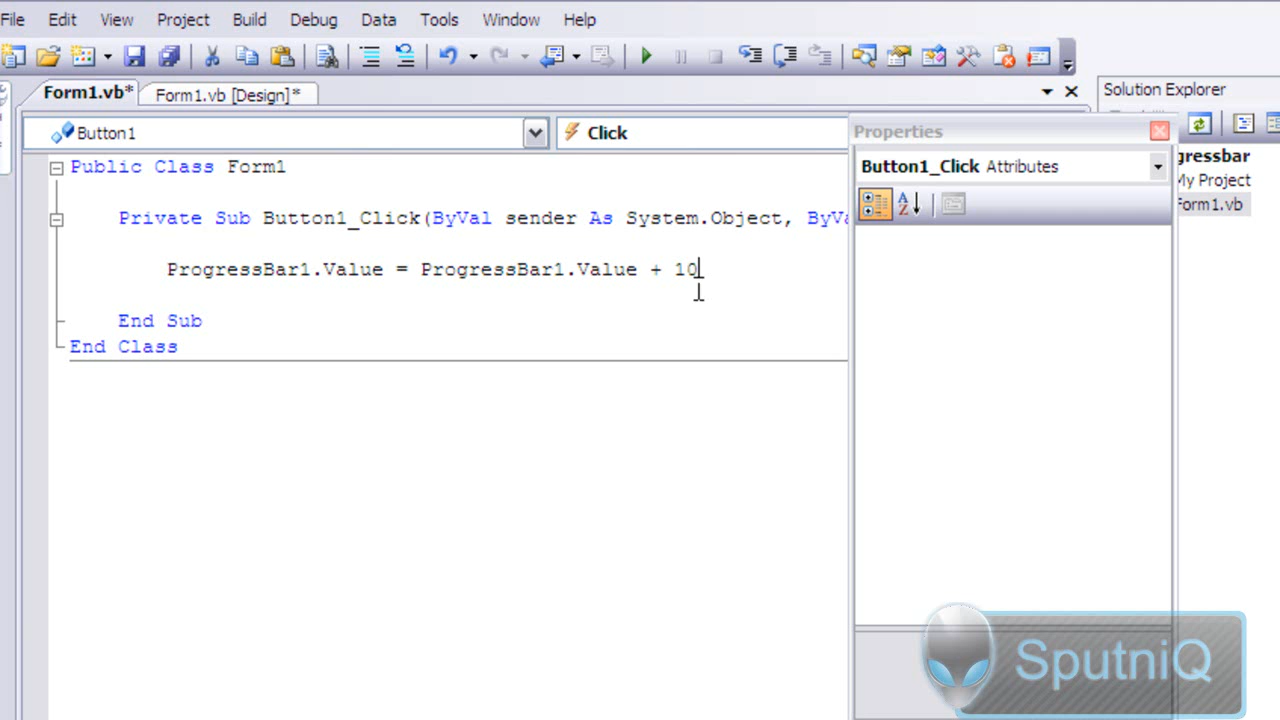 File Edit View Project Build Debug Data Tools Window Help
Form1.vb* Form1.vb [Design]*
Solution Explorer
Button1 Click
Properties
gressbar
Button1_Click Attributes
My Project
Form1.vb
Public Class Form1
Private Sub Button1_Click(ByVal sender As System.Object, ByVa
ProgressBar1.Value = ProgressBar1.Value + 10
End Sub
End Class
SputniQ